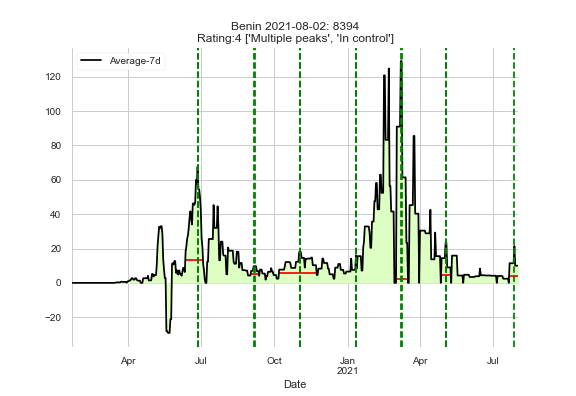 Benin 2021-08-02: 8394
Rating:4 ['Multiple peaks', 'In control']
Average-7d
120
100
80
60
40
20
0
−20
Apr
Jul
Oct
Jan
2021
Apr
Jul
Date